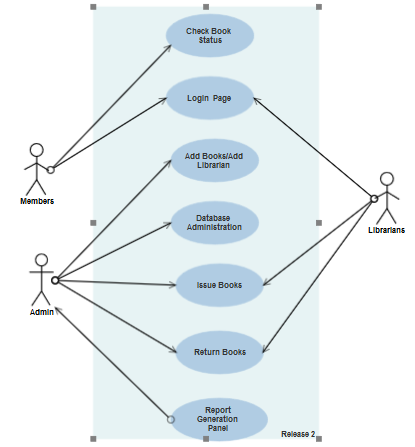 Check Book
Status
Login Page
Add Books/Add
Librarian
Members
Database
Administration
Librarians
Issue Books
Admin
Return Books
Report
Generation
Panel
Release 2